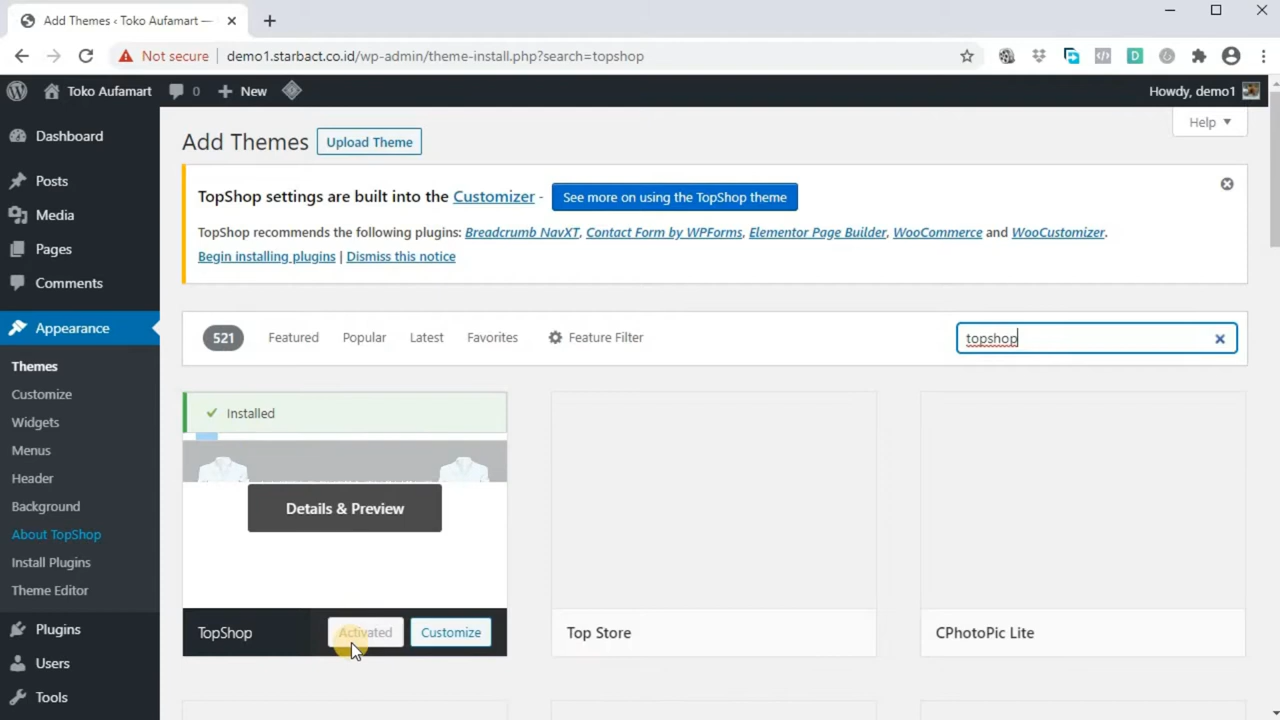 Add Themes ‹ Toko Aufamart —
Not secure demo1.starbact.co.id/wp-admin/theme-install.php?search=topshop
Toko Aufamart 0 New Howdy, demo1
Help
Dashboard
Posts
Media
Pages
Comments
Appearance
Themes
Customize
Widgets
Menus
Header
Background
About TopShop
Install Plugins
Theme Editor
Plugins
Users
Tools
Add Themes Upload Theme
TopShop settings are built into the Customizer - See more on using the TopShop theme
TopShop recommends the following plugins: Breadcrumb NavXT, Contact Form by WPForms, Elementor Page Builder, WooCommerce and WooCustomizer.
Begin installing plugins | Dismiss this notice
521 Featured Popular Latest Favorites Feature Filter topshop
Installed
Details & Preview
TopShop Activated Customize
Top Store
CPhotoPic Lite